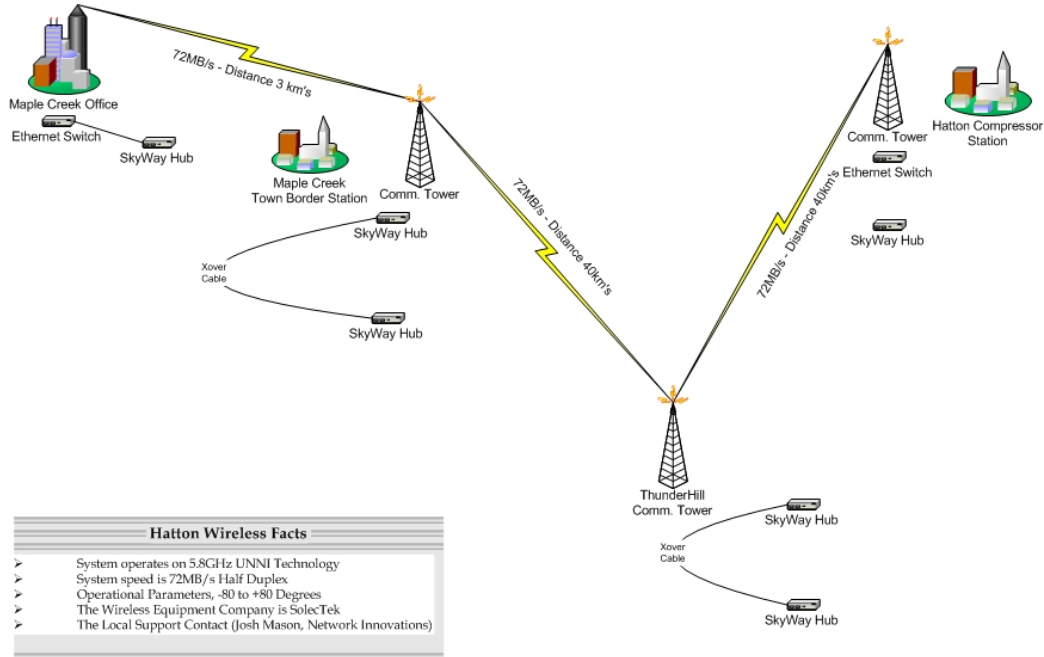 72MB/s - Distance 3 km's
Maple Creek Office
Ethernet Switch
SkyWay Hub
Maple Creek
Town Border Station
Comm. Tower
SkyWay Hub
Xover
Cable
SkyWay Hub
72MB/s - Distance 40km's
72MB/s - Distance 40km's
Comm. Tower
Ethernet Switch
SkyWay Hub
Hatton Compressor
Station
ThunderHill
Comm. Tower
SkyWay Hub
Xover
Cable
SkyWay Hub
Hatton Wireless Facts
System operates on 5.8GHz UNNI Technology
System speed is 72MB/s Half Duplex
Operational Parameters, -80 to +80 Degrees
The Wireless Equipment Company is SolecTek
The Local Support Contact (Josh Mason, Network Innovations)